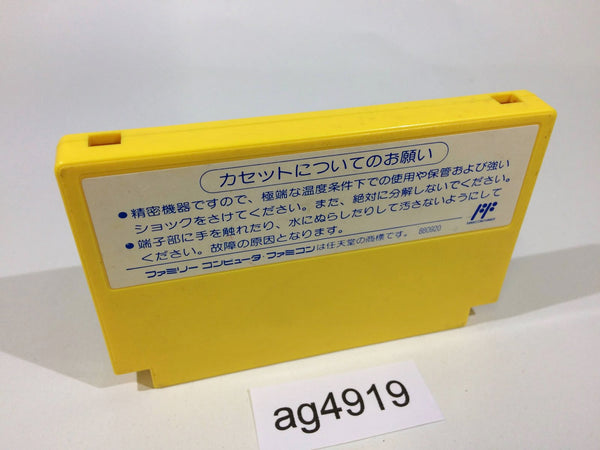 カセットについてのお願い
●精密機器ですので、極端な温度条件下での使用や保管および強い
ショックをさけてください。また、絶対に分解しないでください。
●端子部に手を触れたり、水にぬらしたりして汚さないようにして
ください。故障の原因となります。
ファミリー コンピュータ・ファミコンは任天堂の商標です。 880920
ag4919